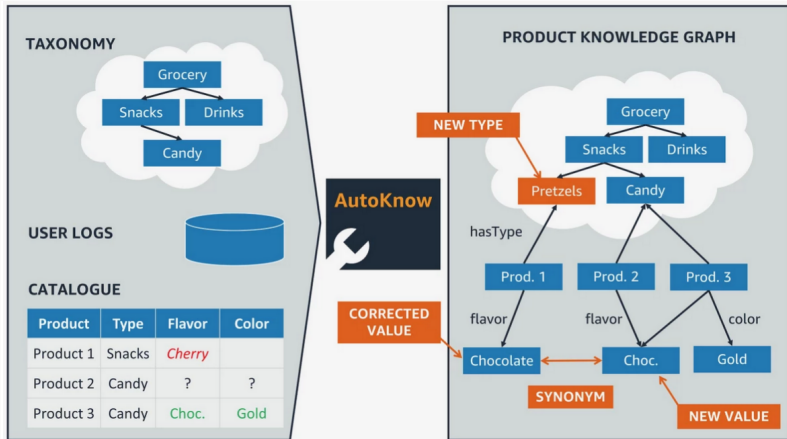 TAXONOMY
Grocery
Snacks Drinks
Candy
USER LOGS
CATALOGUE
Product Type Flavor Color
Product 1 Snacks Cherry
Product 2 Candy ? ?
Product 3 Candy Choc. Gold
AutoKnow
PRODUCT KNOWLEDGE GRAPH
NEW TYPE
Grocery
Snacks Drinks
Pretzels Candy
hasType
Prod. 1 Prod. 2 Prod. 3
CORRECTED
VALUE
flavor flavor color
Chocolate Choc. Gold
SYNONYM
NEW VALUE